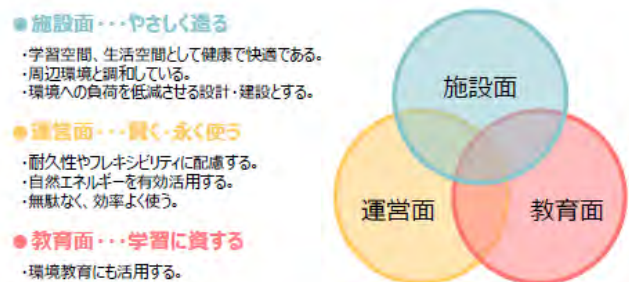 ●施設面・・・やさしく造る
・学習空間、生活空間として健康で快適である。
・周辺環境と調和している。
・環境への負荷を低減させる設計・建設とする。
●運営面・・・賢く・永く使う
・耐久性やフレキシビリティに配慮する。
・自然エネルギーを有効活用する。
・無駄なく、効率よく使う。
●教育面・・・学習に資する
・環境教育にも活用する。
施設面
運営面
教育面